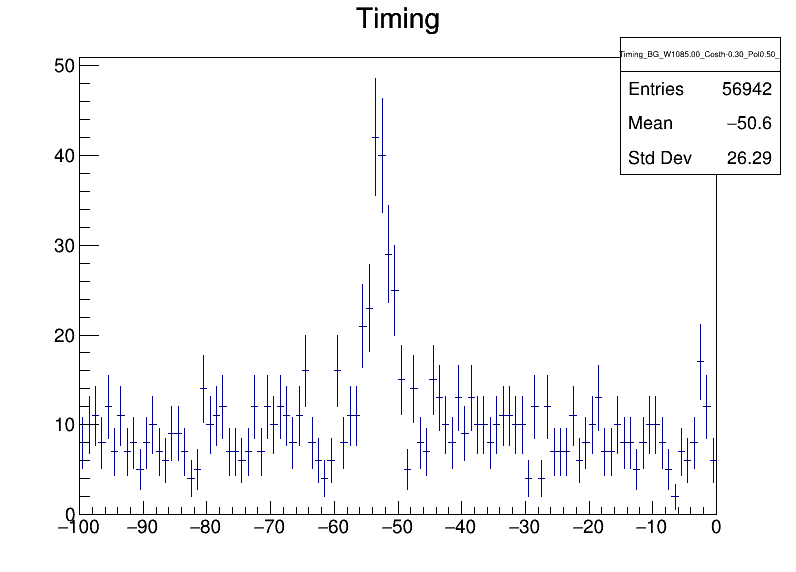 Timing
Timing_BG_W1085.00_Costh-0.30_Pol0.50_
Entries 56942
Mean −50.6
Std Dev 26.29
50
40
30
20
10
0
−100 −90 −80 −70 −60 −50 −40 −30 −20 −10 0